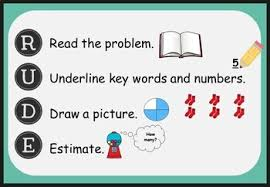 R Read the problem.
5.
U Underline key words and numbers.
D Draw a picture.
How many?
E Estimate.